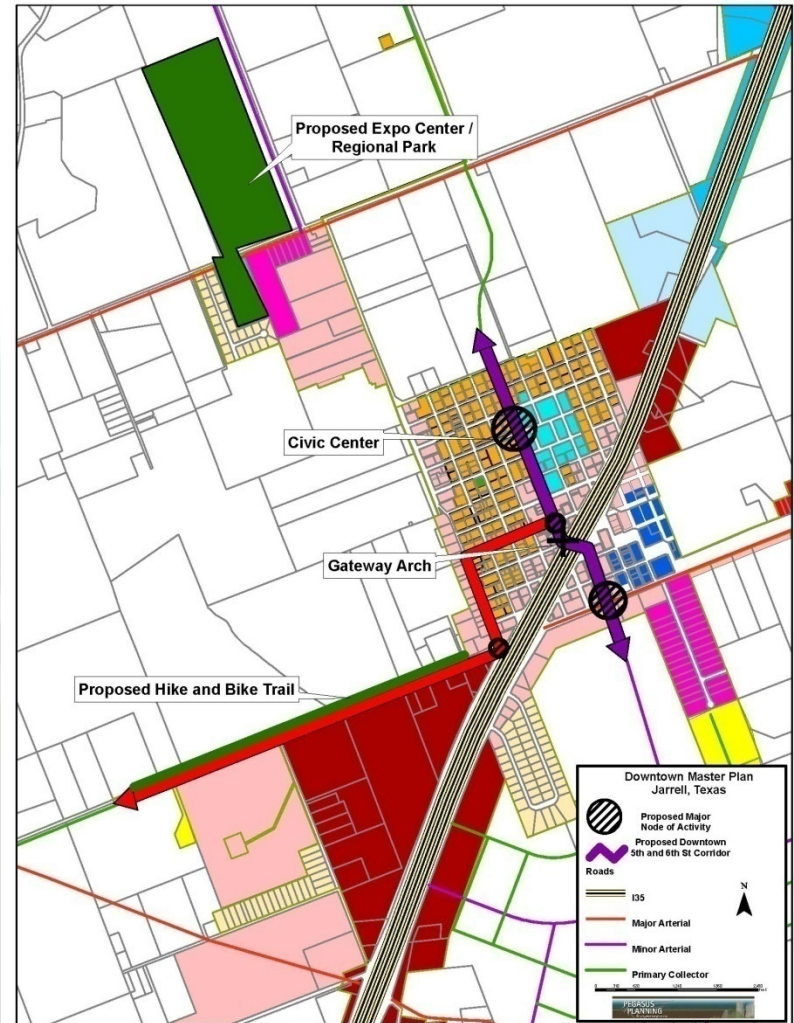 Proposed Expo Center /
Regional Park
Civic Center
Gateway Arch
Proposed Hike and Bike Trail
Downtown Master Plan
Jarrell, Texas
Proposed Major
Node of Activity
Proposed Downtown
5th and 6th St Corridor
Roads
I35
N
Major Arterial
Minor Arterial
Primary Collector
PEGASUS
PLANNING